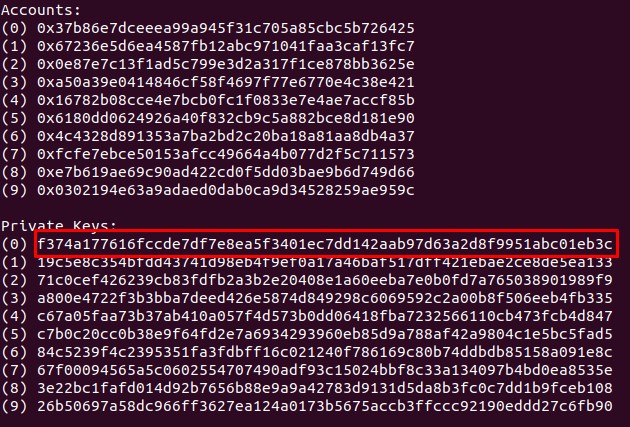 Accounts:
(0) 0x37b86e7dceeea99a945f31c705a85cbc5b726425
(1) 0x67236e5d6ea4587fb12abc971041faa3caf13fc7
(2) 0x0e87e7c13f1ad5c799e3d2a317f1ce878bb3625e
(3) 0xa50a39e0414846cf58f4697f77e6770e4c38e421
(4) 0x16782b08cce4e7bcb0fc1f0833e7e4ae7accf85b
(5) 0x6180dd0624926a40f832cb9c5a882bce8d181e90
(6) 0x4c4328d891353a7ba2bd2c20ba18a81aa8db4a37
(7) 0xfcfe7ebce50153afcc49664a4b077d2f5c711573
(8) 0xe7b619ae69c90ad422cd0f5dd03bae9b6d749d66
(9) 0x0302194e63a9adaed0dab0ca9d34528259ae959c
Private Keys:
(0) f374a177616fccde7df7e8ea5f3401ec7dd142aab97d63a2d8f9951abc01eb3c
(1) 19c5e8c354bfdd43741d98eb4f9ef0a17a46baf517dff421ebae2ce8de5ea133
(2) 71c0cef426239cb83fdfb2a3b2e20408e1a60eeba7e0b0fd7a765038901989f9
(3) a800e4722f3b3bba7deed426e5874d849298c6069592c2a00b8f506eeb4fb335
(4) c67a05faa73b37ab410a057f4d573b0dd06418fba7232566110cb473fcb4d847
(5) c7b0c20cc0b38e9f64fd2e7a6934293960eb85d9a788af42a9804c1e5bc5fad5
(6) 84c5239f4c2395351fa3fdbff16c021240f786169c80b74ddbdb85158a091e8c
(7) 67f00094565a5c0602554707490adf93c15024bbf8c33a134097b4bd0ea8535e
(8) 3e22bc1fafd014d92b7656b88e9a9a42783d9131d5da8b3fc0c7dd1b9fceb108
(9) 26b50697a58dc966ff3627ea124a0173b5675accb3ffccc92190eddd27c6fb90